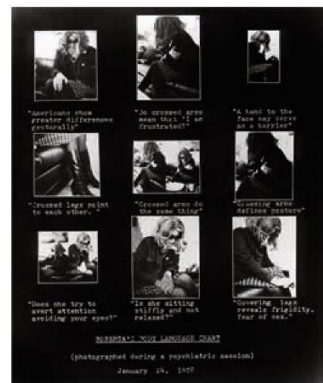 "Americans show
greater differences
gesturally"
"Do crossed arms
mean that 'I am
frustrated?"
"A hand to the
face may serve
as a barrier"
"Crossed legs point
to each other."
"Crossed arms do
the same thing"
"Crossing arms
defines posture"
"Does she try to
avert attention
avoiding your eyes?"
"Is she sitting
stiffly and not
relaxed?"
"Covering legs
reveals frigidity,
fear of sex."
ROBERTA'S BODY LANGUAGE CHART
(photographed during a psychiatric session)
January 24, 1978